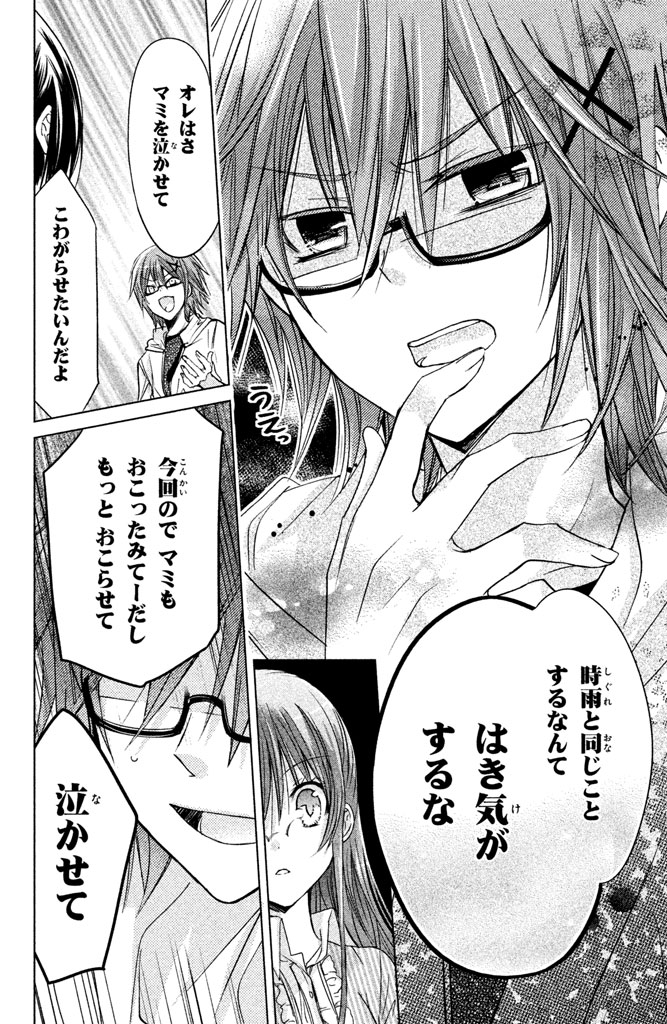 時雨と同じこと
するなんて
はき気が
するな
うえっ
オレはさ
マミを泣かせて
こわがらせたいんだよ
今回ので マミも
おこったみてーだし
もっと おこらせて
泣かせて